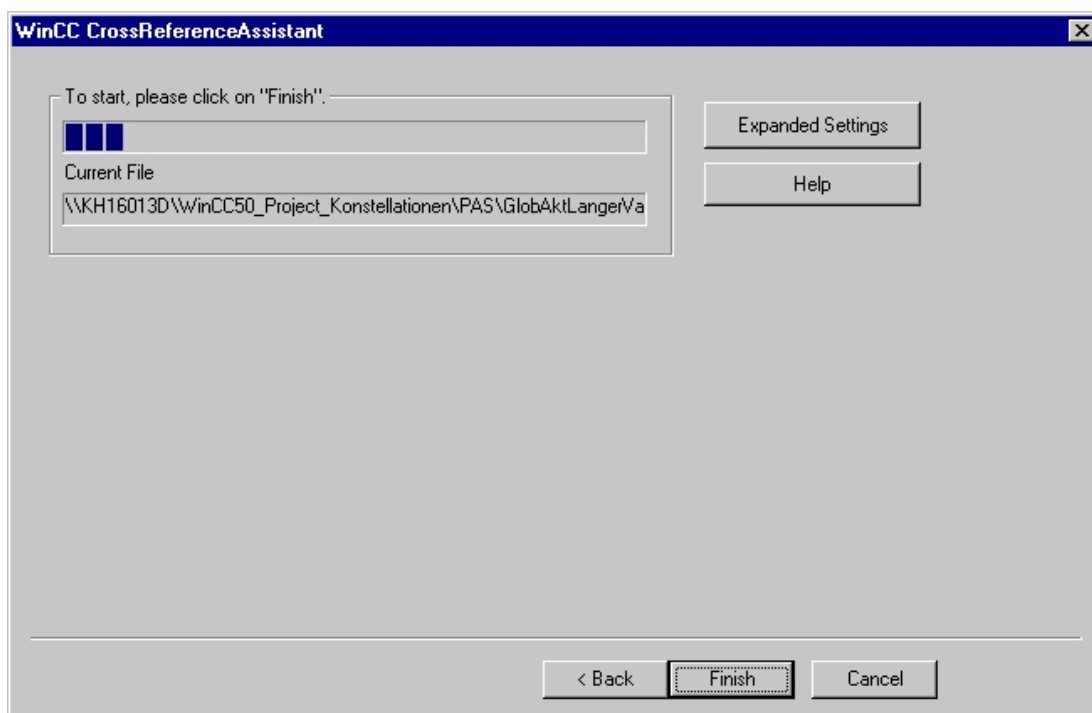 WinCC CrossReferenceAssistant
To start, please click on "Finish".
Expanded Settings
Current File
Help
\\KH16013D\WinCC50_Project_Konstellationen\PAS\GlobAktLangerVa
< Back
Finish
Cancel